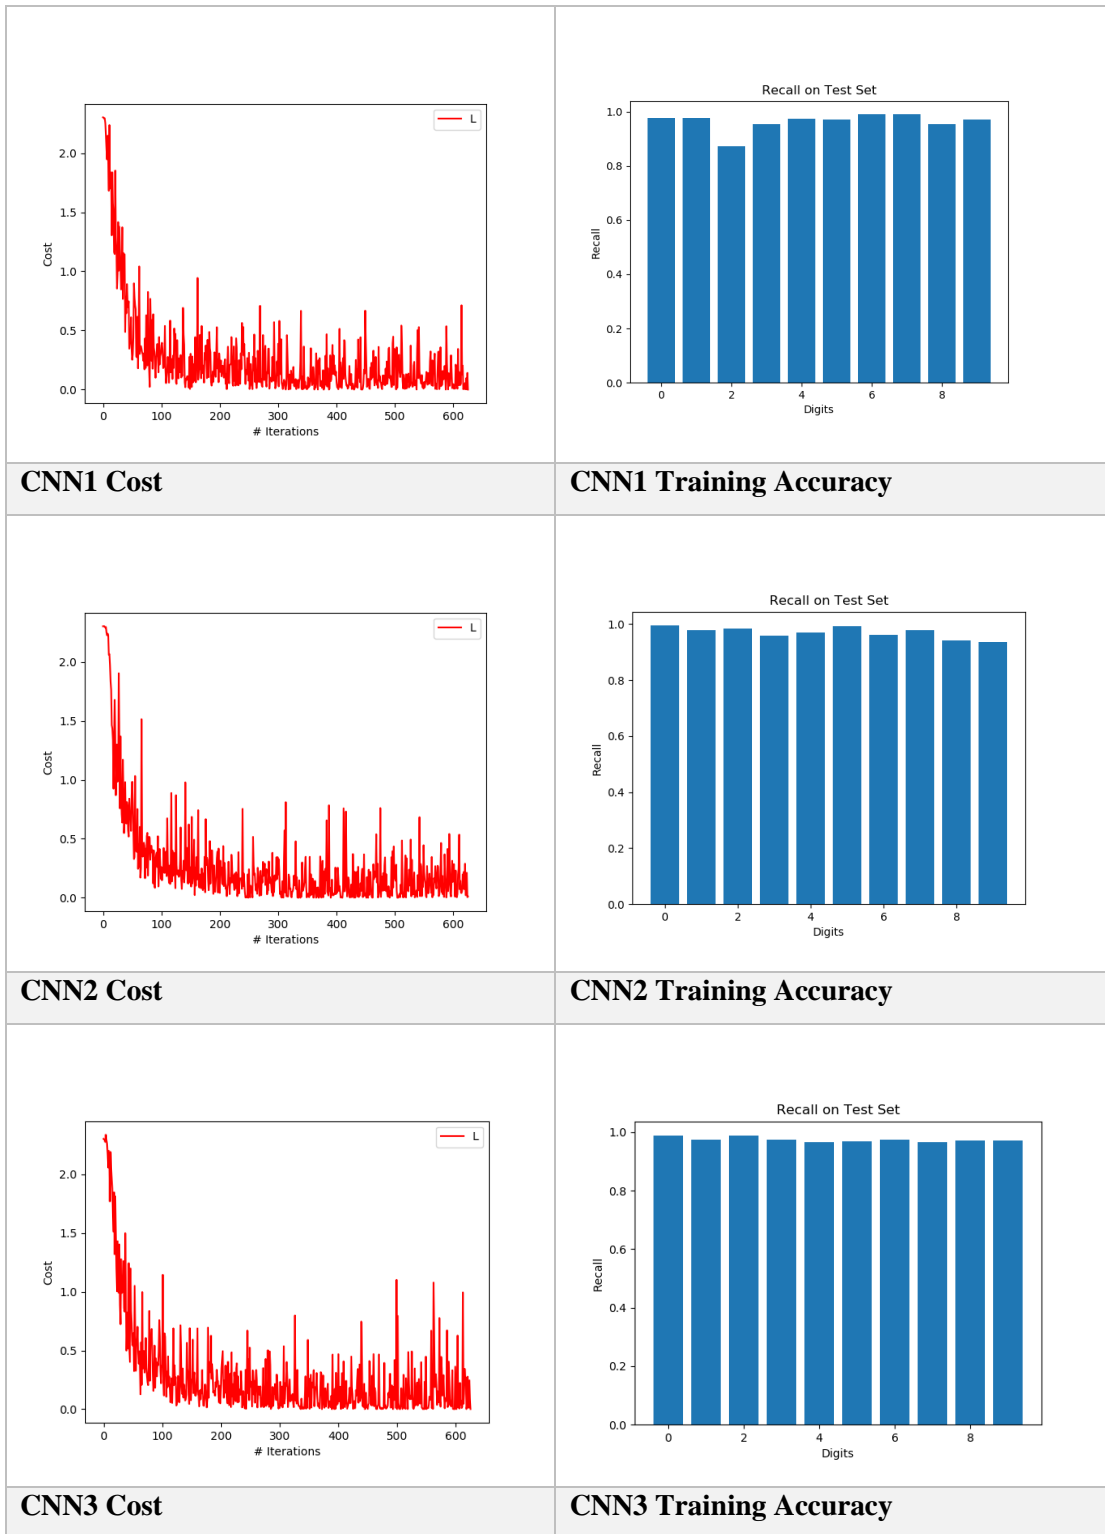 L
2.0
1.5
1.0
0.5
0.0
Cost
0 100 200 300 400 500 600
# Iterations
Recall on Test Set
1.0
0.8
0.6
0.4
0.2
0.0
Recall
0 2 4 6 8
Digits
CNN1 Cost
CNN1 Training Accuracy
L
2.0
1.5
1.0
0.5
0.0
Cost
0 100 200 300 400 500 600
# Iterations
Recall on Test Set
1.0
0.8
0.6
0.4
0.2
0.0
Recall
0 2 4 6 8
Digits
CNN2 Cost
CNN2 Training Accuracy
L
2.0
1.5
1.0
0.5
0.0
Cost
0 100 200 300 400 500 600
# Iterations
Recall on Test Set
1.0
0.8
0.6
0.4
0.2
0.0
Recall
0 2 4 6 8
Digits
CNN3 Cost
CNN3 Training Accuracy